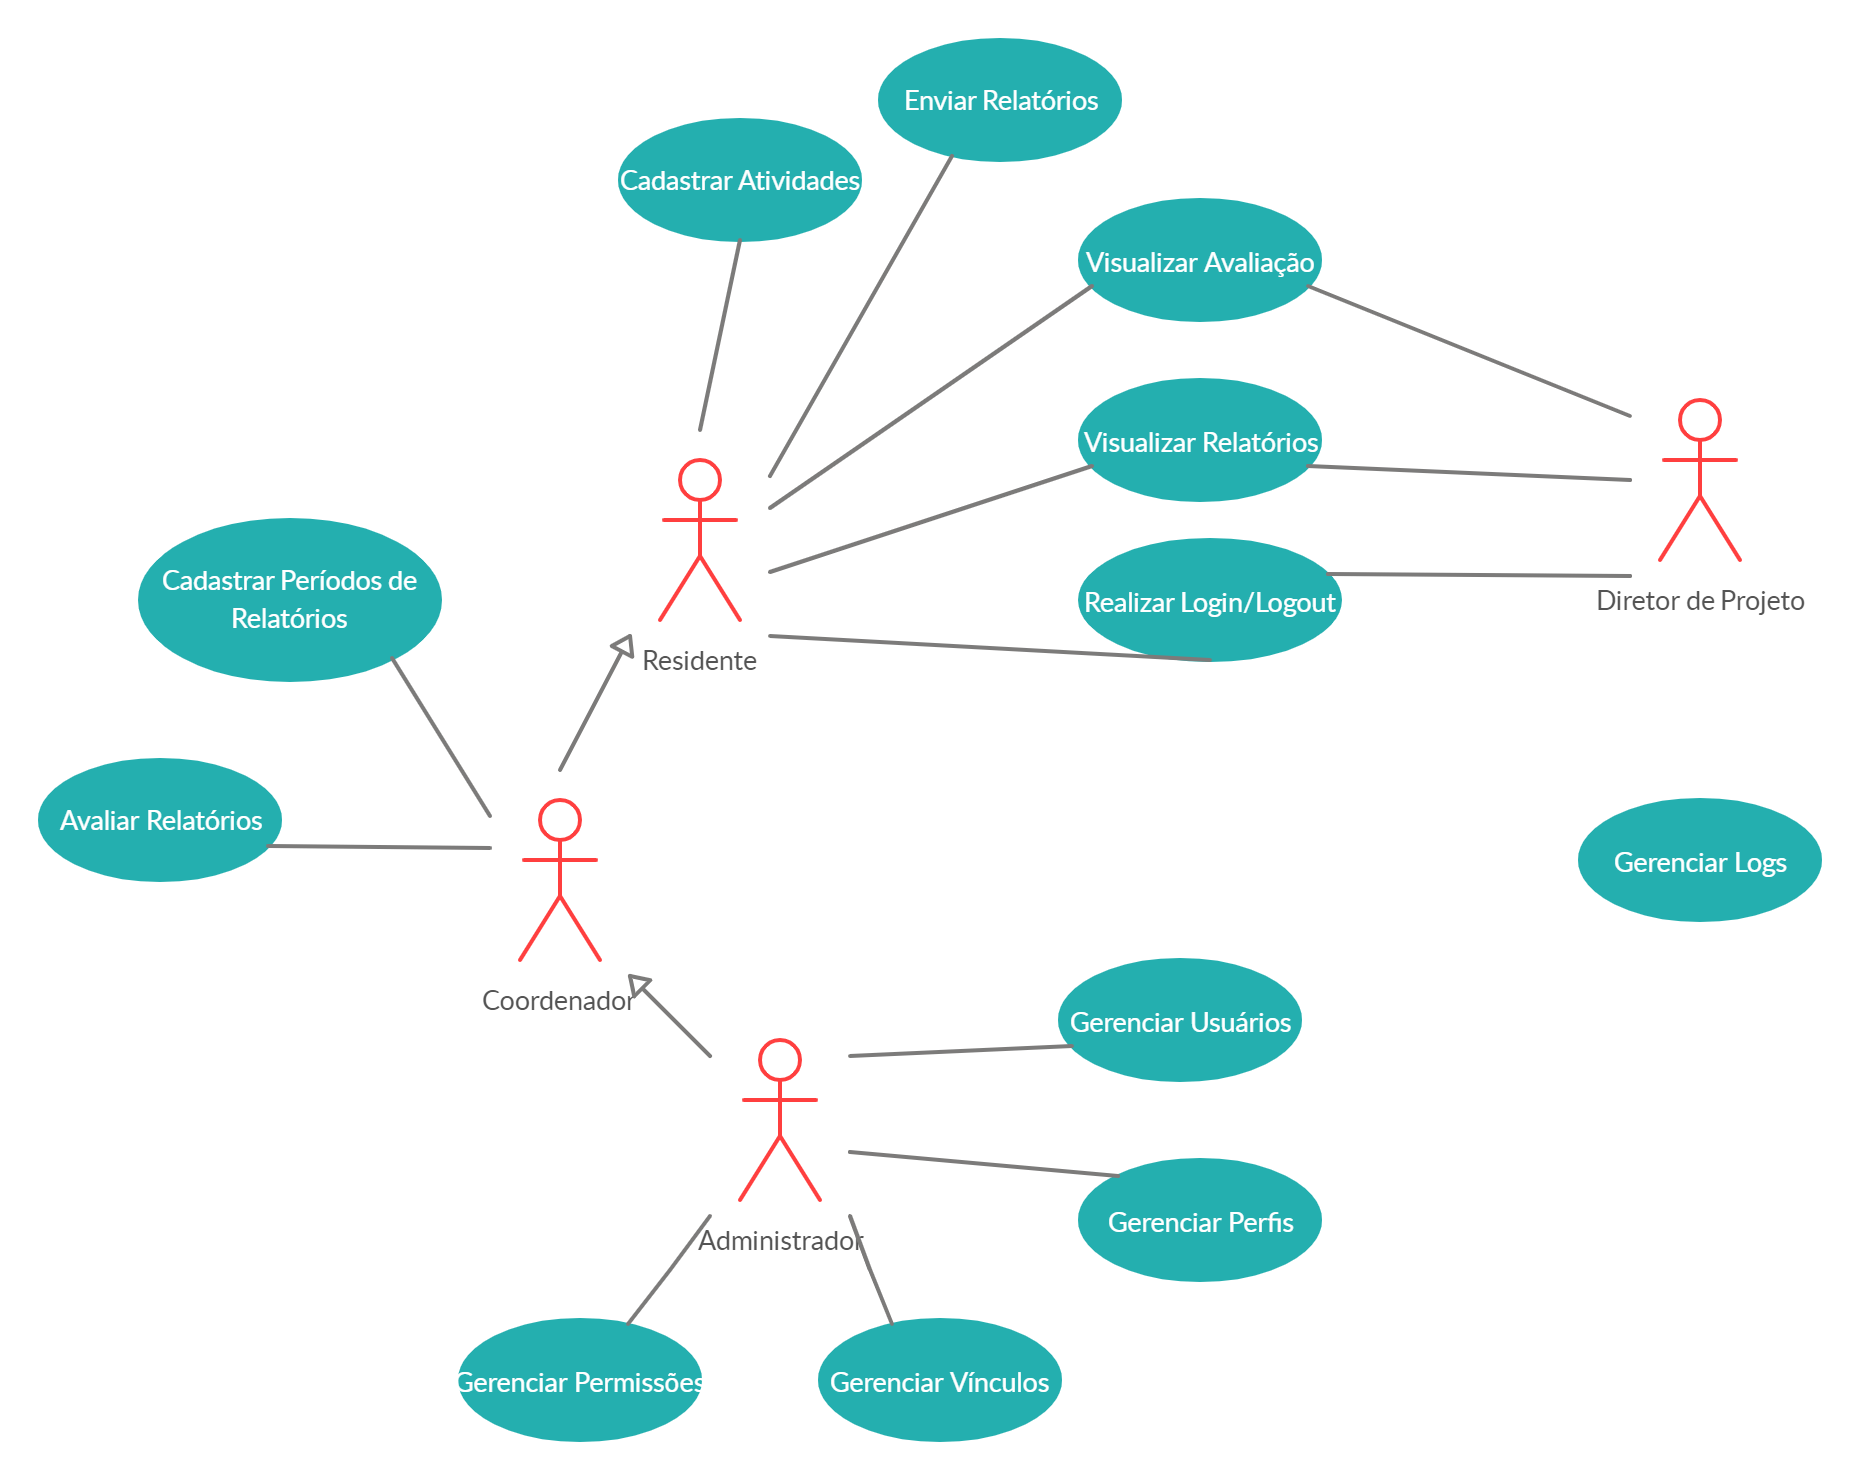 Enviar Relatórios
Cadastrar Atividades
Visualizar Avaliação
Visualizar Relatórios
Cadastrar Períodos de
Relatórios
Realizar Login/Logout
Diretor de Projeto
Residente
Avaliar Relatórios
Gerenciar Logs
Coordenador
Gerenciar Usuários
Gerenciar Perfis
Administrador
Gerenciar Permissões
Gerenciar Vínculos